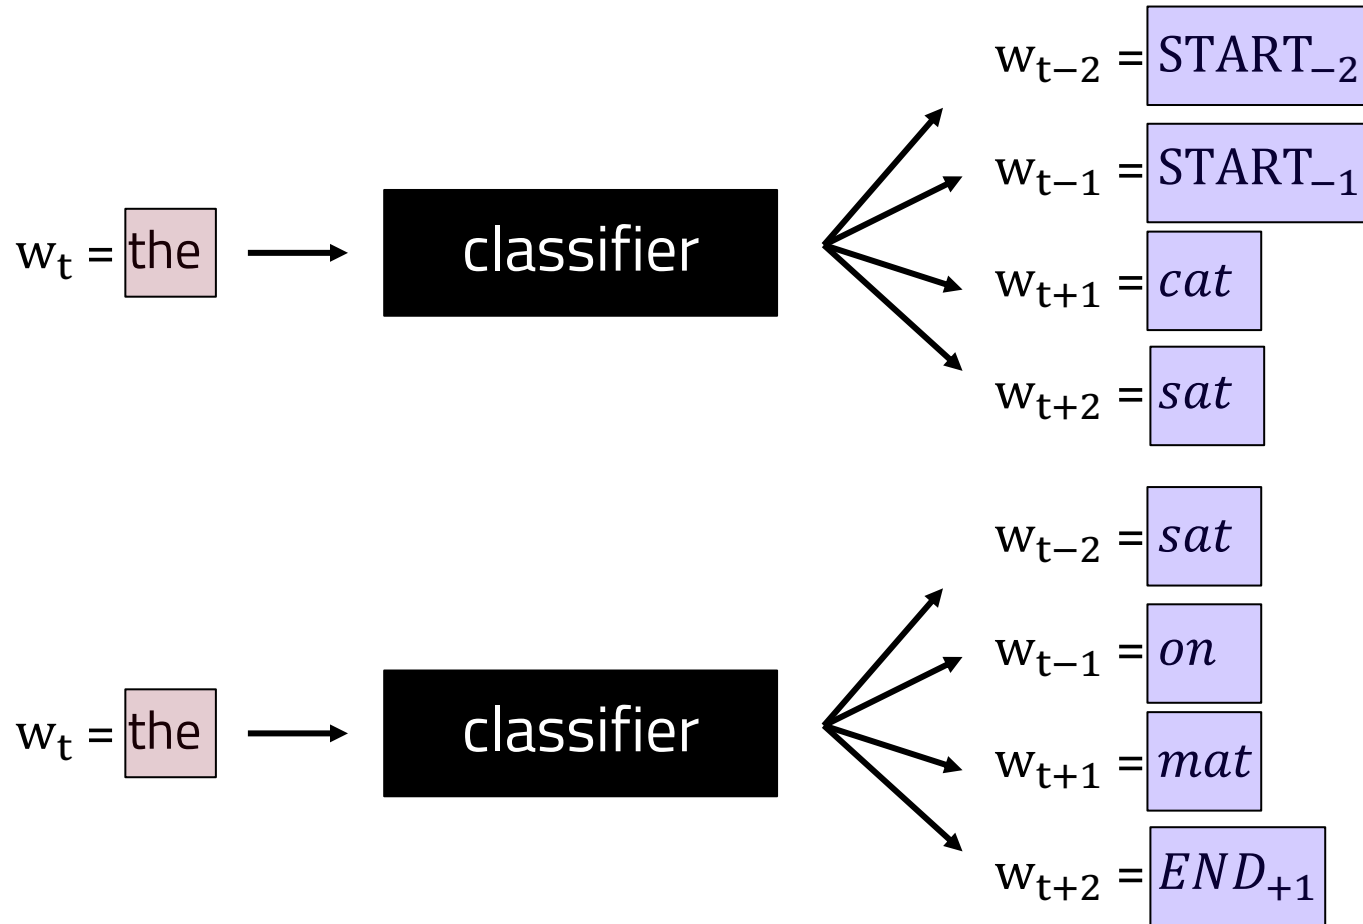 w_{t−2} = START_{−2}
w_{t−1} = START_{−1}
w_t = the classifier
w_{t+1} = cat
w_{t+2} = sat
w_{t−2} = sat
w_{t−1} = on
w_t = the classifier
w_{t+1} = mat
w_{t+2} = END_{+1}